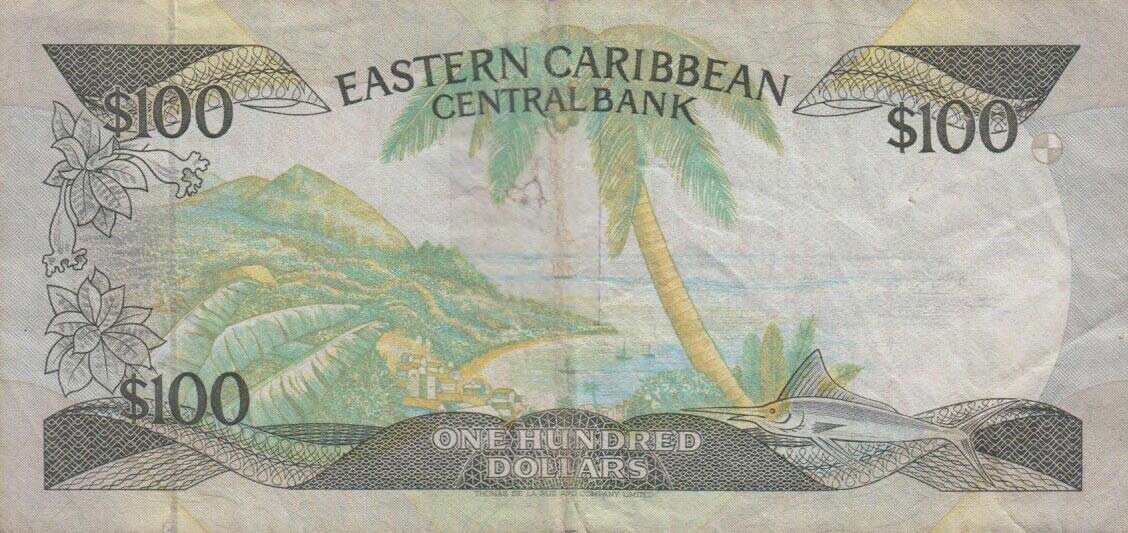 EASTERN CARIBBEAN
CENTRAL BANK
$100
$100
$100
ONE HUNDRED
DOLLARS
THOMAS DE LA RUE AND COMPANY LIMITED